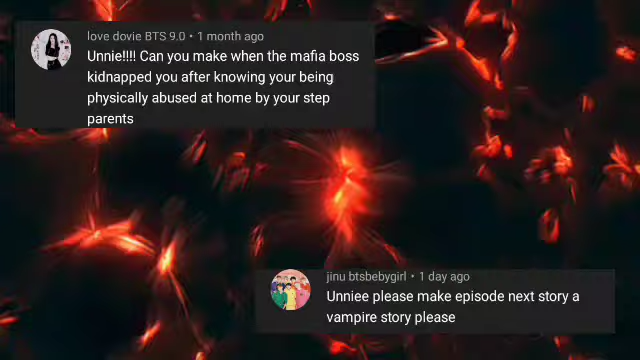 love dovie BTS 9.0 • 1 month ago
Unnie!!!! Can you make when the mafia boss
kidnapped you after knowing your being
physically abused at home by your step
parents
jinu btsbebygirl • 1 day ago
Unniee please make episode next story a
vampire story please